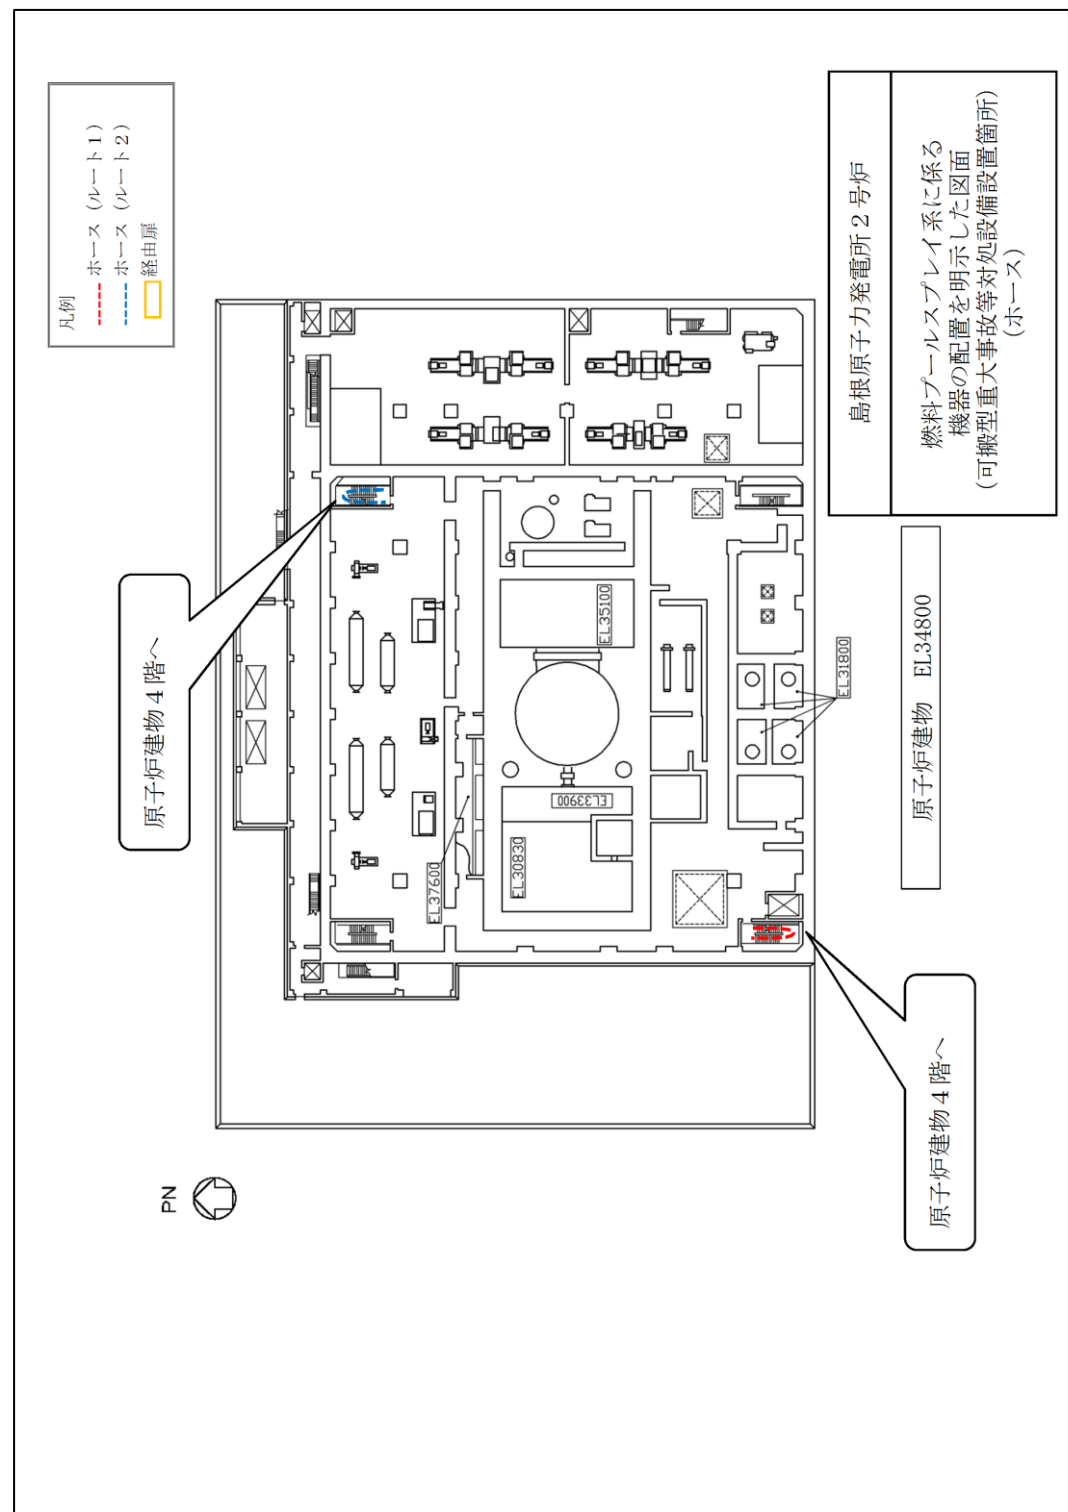 凡例
ホース（ルート１）
ホース（ルート２）
経由扉
原子炉建物４階へ
EL35100
EL33900
EL30830
EL37600
EL31800
PN
原子炉建物４階へ
原子炉建物　EL34800
島根原子力発電所２号炉
燃料プールスプレイ系に係る
機器の配置を明示した図面
(可搬型重大事故等対処設備設置箇所)
(ホース)